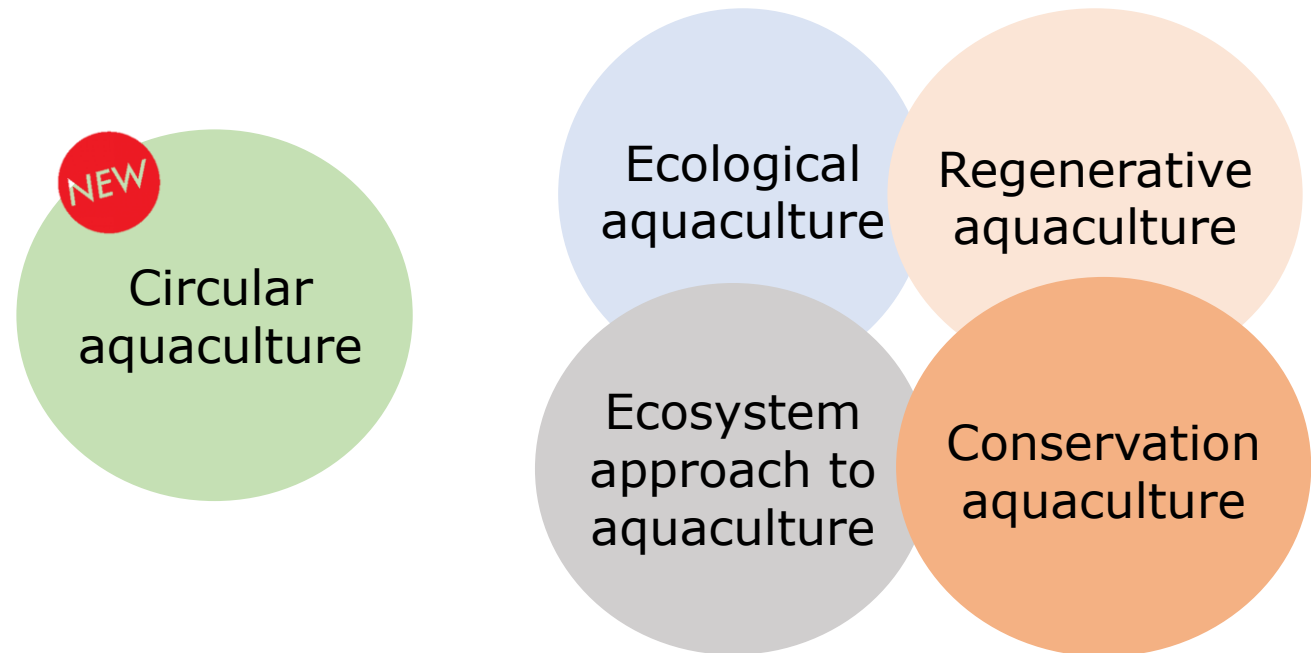 NEW
Circular
aquaculture
Ecological
aquaculture
Regenerative
aquaculture
Ecosystem
approach to
aquaculture
Conservation
aquaculture